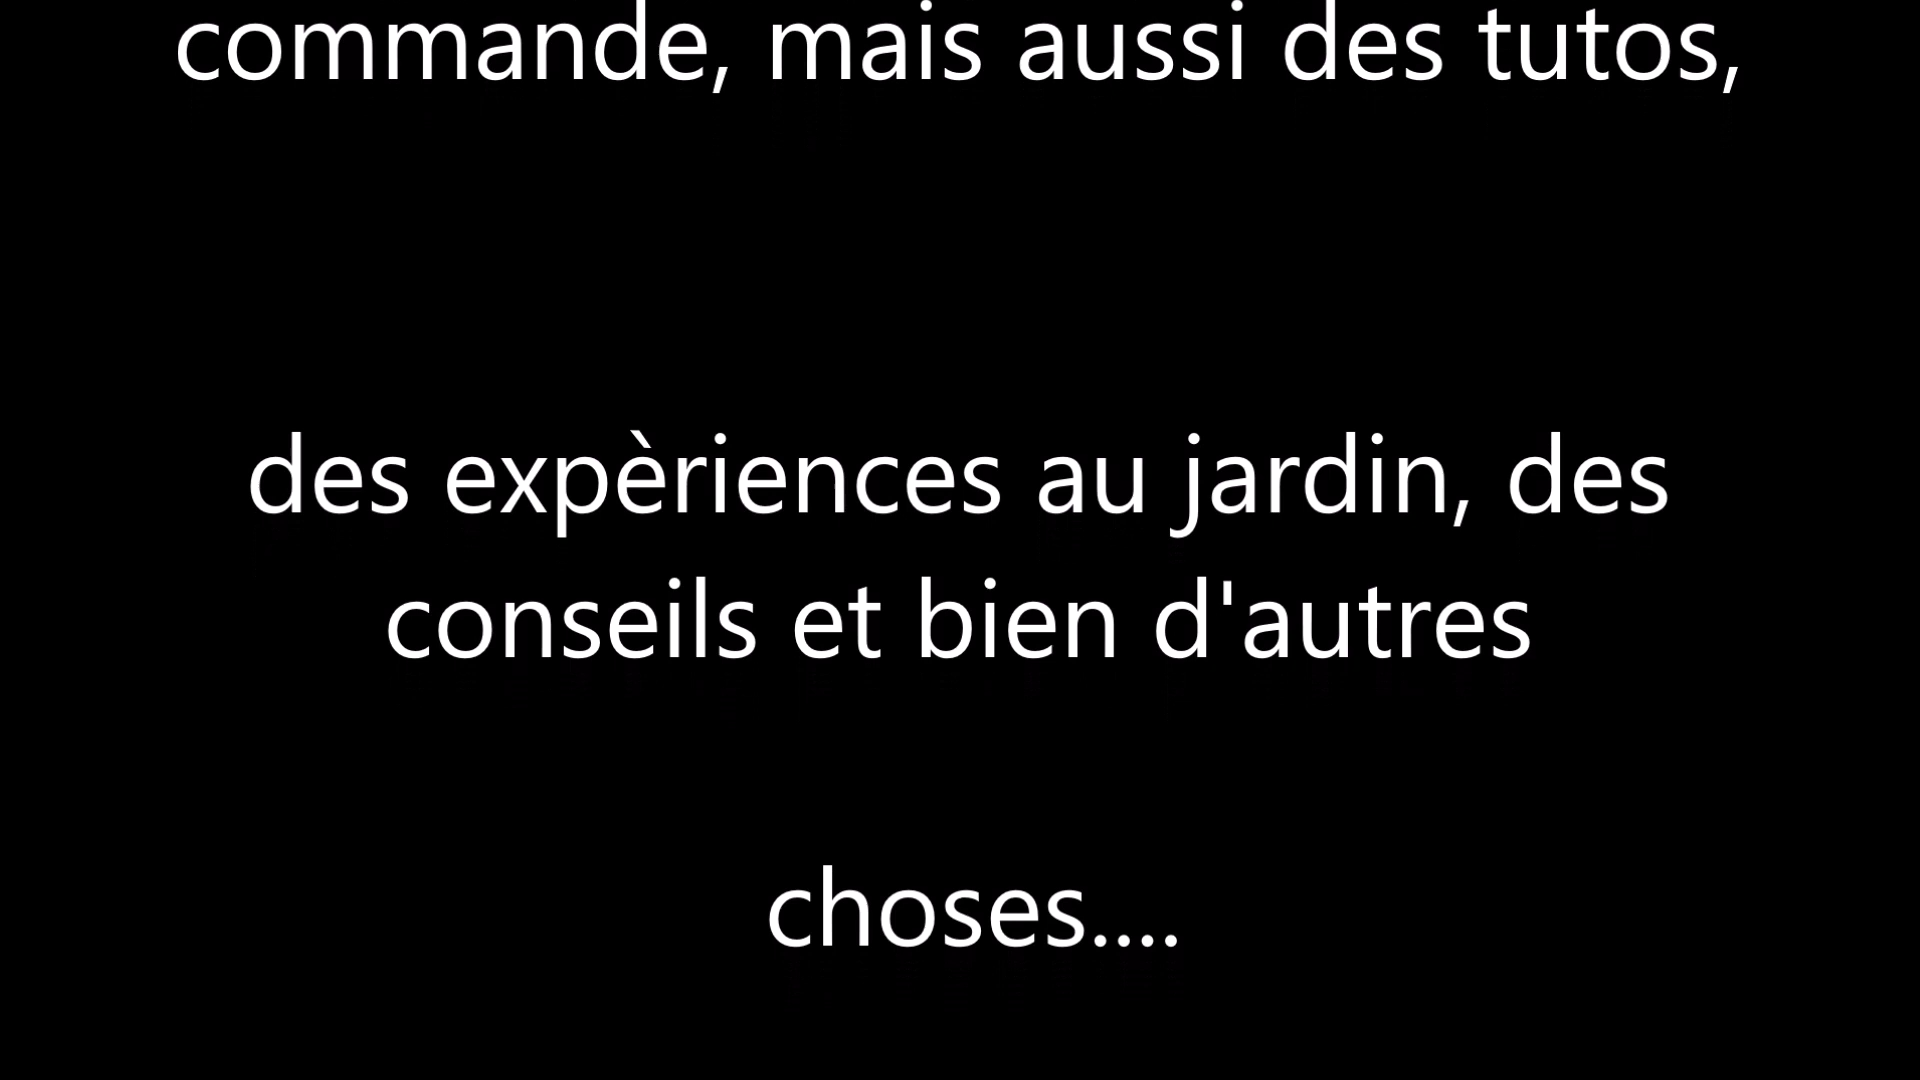 commande, mais aussi des tutos,
des expèriences au jardin, des
conseils et bien d'autres
choses....